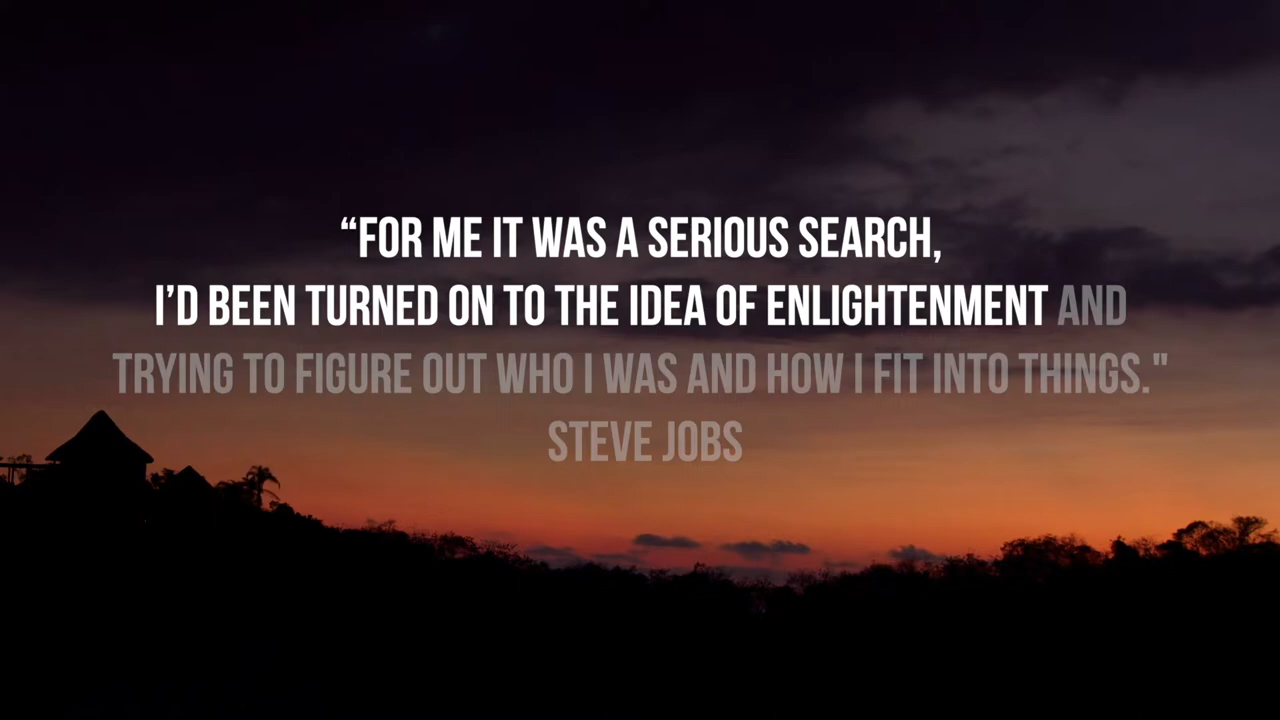 “FOR ME IT WAS A SERIOUS SEARCH,
I’D BEEN TURNED ON TO THE IDEA OF ENLIGHTENMENT AND
TRYING TO FIGURE OUT WHO I WAS AND HOW I FIT INTO THINGS."
STEVE JOBS